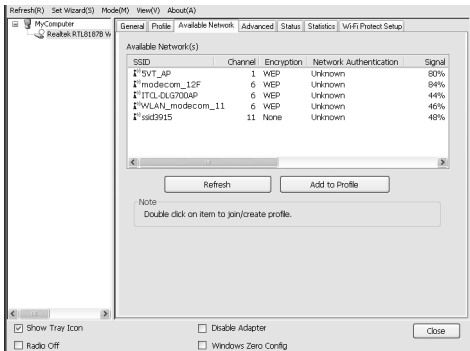 Refresh(R) Set Wizard(S) Mode(M) View(V) About(A)
MyComputer
Realtek RTL8187B W
General Profile Available Network Advanced Status Statistics Wi-Fi Protect Setup
Available Network(s)
SSID Channel Encryption Network Authentication Signal
5VT_AP 1 WEP Unknown 80%
modecom_12F 6 WEP Unknown 84%
ITCL-DLG700AP 6 WEP Unknown 44%
WLAN_modecom_11 6 WEP Unknown 46%
ssid3915 11 None Unknown 48%
Refresh Add to Profile
Note
Double click on item to join/create profile.
Show Tray Icon Disable Adapter Close
Radio Off Windows Zero Config